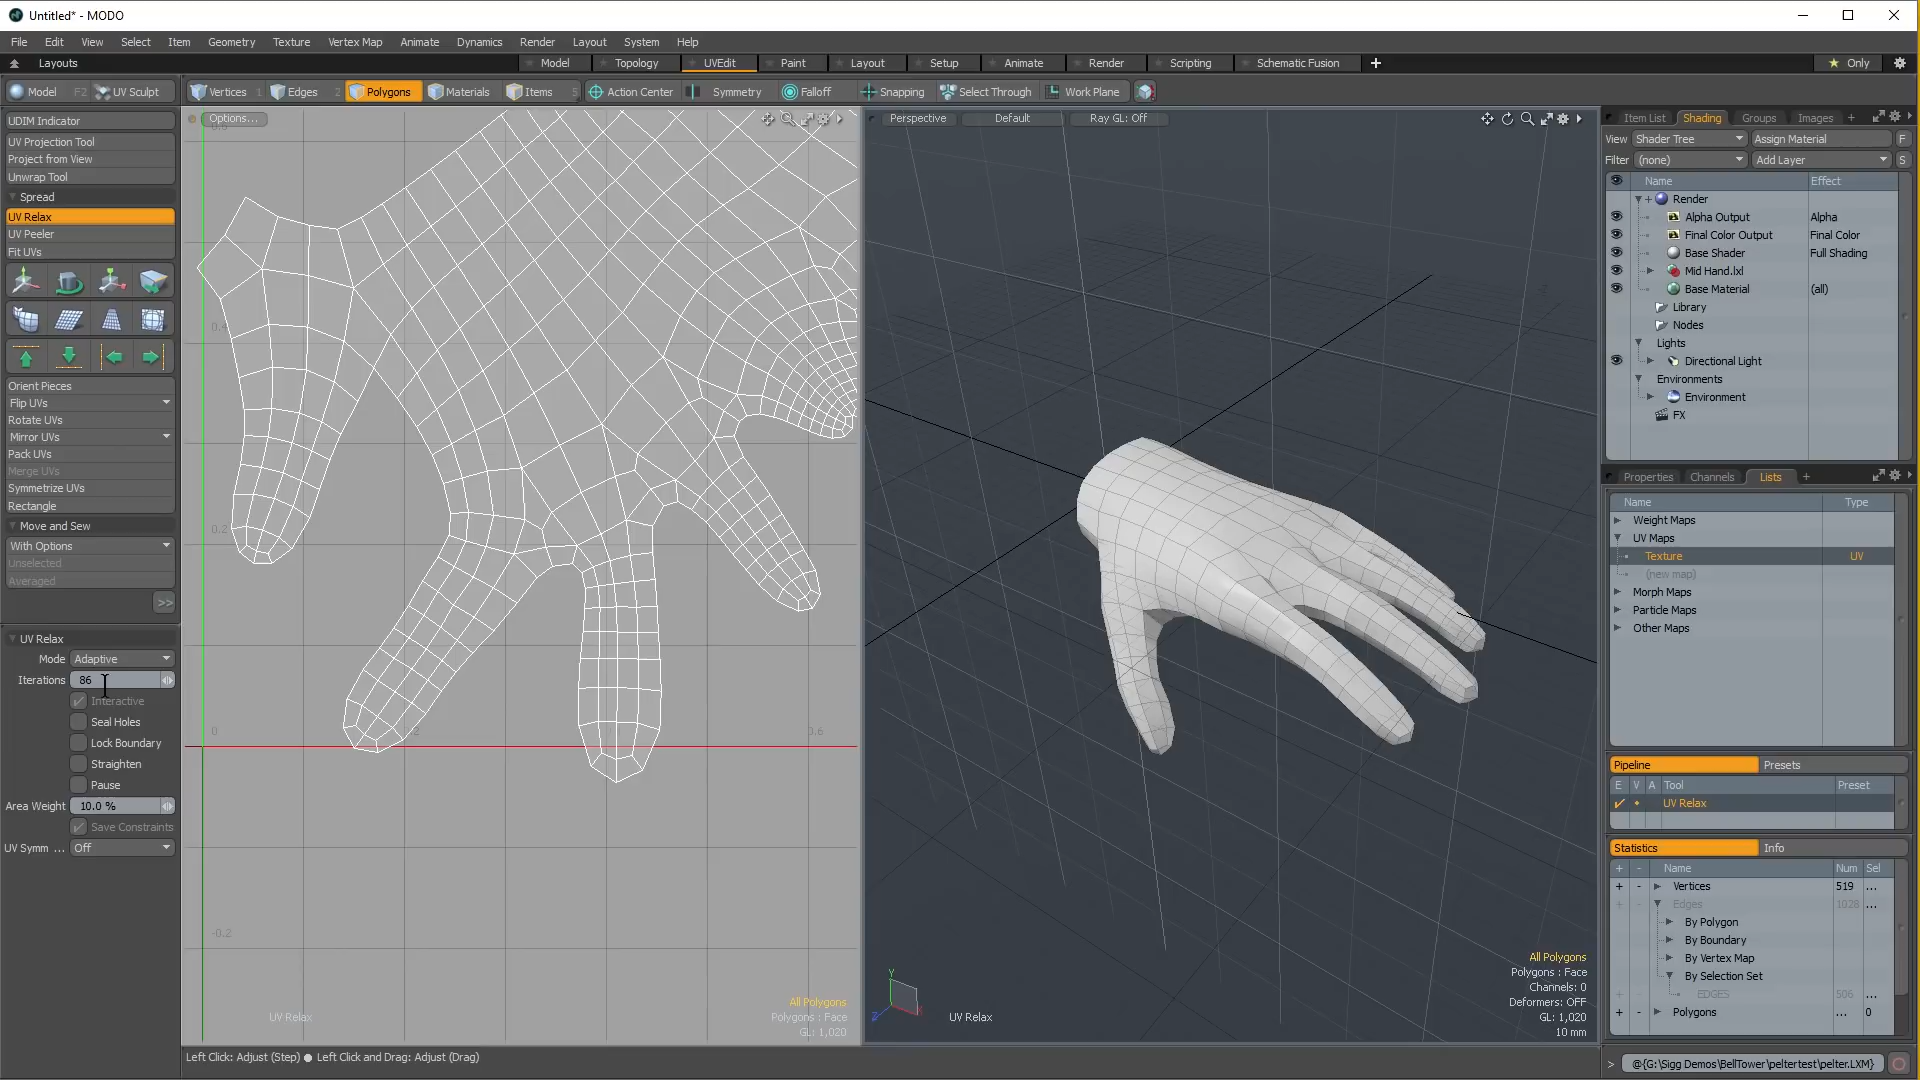 Untitled* - MODO
File Edit View Select Item Geometry Texture Vertex Map Animate Dynamics Render Layout System Help
Layouts Model Topology UVEdit Paint Layout Setup Animate Render Scripting Schematic Fusion + Only
Model F2 UV Sculpt Vertices 1 Edges 2 Polygons Materials Items 5 Action Center Symmetry Falloff Snapping Select Through Work Plane
UDIM Indicator
UV Projection Tool
Project from View
Unwrap Tool
Spread
UV Relax
UV Peeler
Fit UVs
Orient Pieces
Flip UVs
Rotate UVs
Mirror UVs
Pack UVs
Merge UVs
Symmetrize UVs
Rectangle
Move and Sew
With Options
Unselected
Averaged
>>
UV Relax
Mode Adaptive
Iterations 86
Interactive
Seal Holes
Lock Boundary
Straighten
Pause
Area Weight 10.0 %
Save Constraints
UV Symm ... Off
Options...
0.4
0.2
0
0.6
-0.2
All Polygons
Polygons : Face
GL: 1,020
UV Relax
Perspective Default Ray GL: Off
All Polygons
Polygons : Face
Channels: 0
Deformers: OFF
GL: 1,020
10 mm
UV Relax
Y
Z
Left Click: Adjust (Step) ● Left Click and Drag: Adjust (Drag)
Item List Shading Groups Images +
View Shader Tree Assign Material F
Filter (none) Add Layer S
Name Effect
Render
Alpha Output Alpha
Final Color Output Final Color
Base Shader Full Shading
Mid Hand.lxl
Base Material (all)
Library
Nodes
Lights
Directional Light
Environments
Environment
FX
Properties Channels Lists +
Name Type
Weight Maps
UV Maps
Texture UV
(new map)
Morph Maps
Particle Maps
Other Maps
Pipeline Presets
E V A Tool Preset
UV Relax
Statistics Info
+ - Name Num Sel
+ - Vertices 519 ...
+ - Edges 1028 ...
By Polygon
By Boundary
By Vertex Map
By Selection Set
+ - EDGES 506 ...
+ - Polygons ... 0
> @{G:\Sigg Demos\BellTower\peltertest\pelter.LXM}